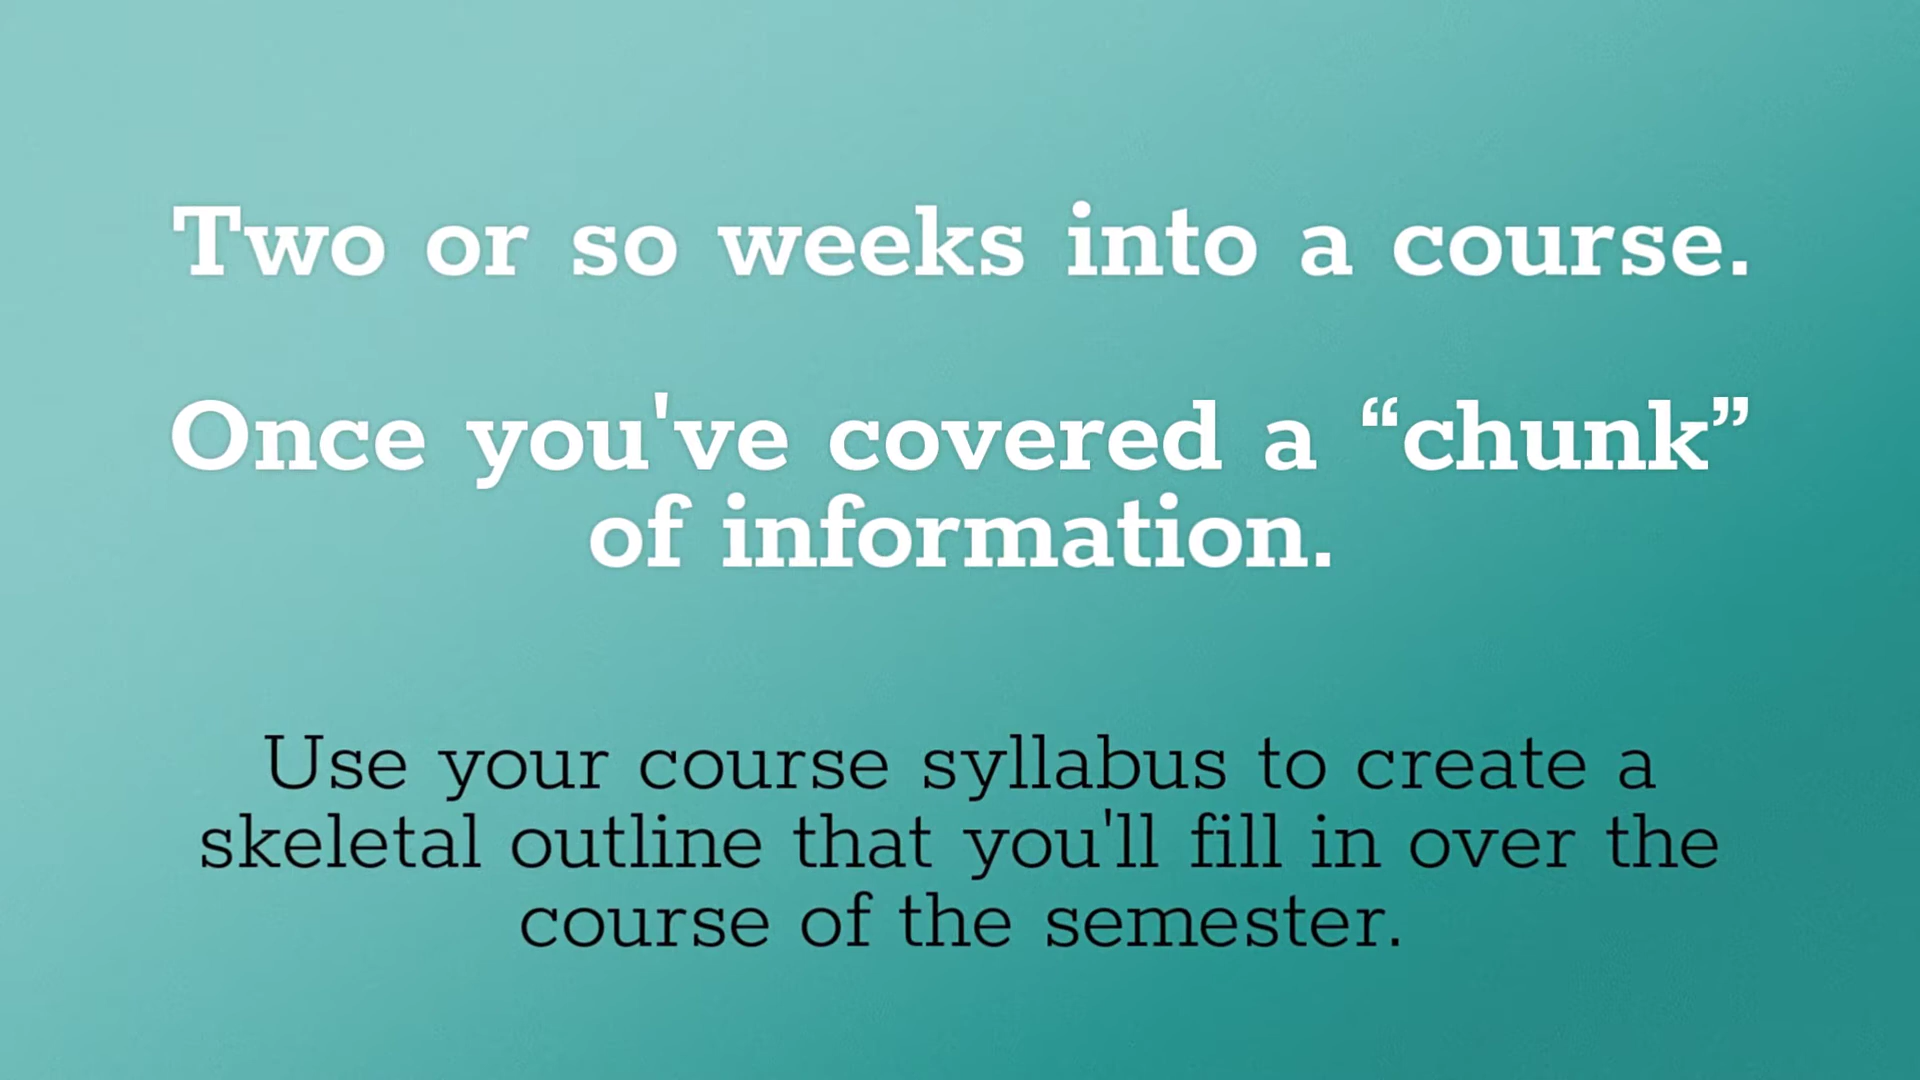 Two or so weeks into a course.
Once you've covered a “chunk”
of information.
Use your course syllabus to create a
skeletal outline that you'll fill in over the
course of the semester.